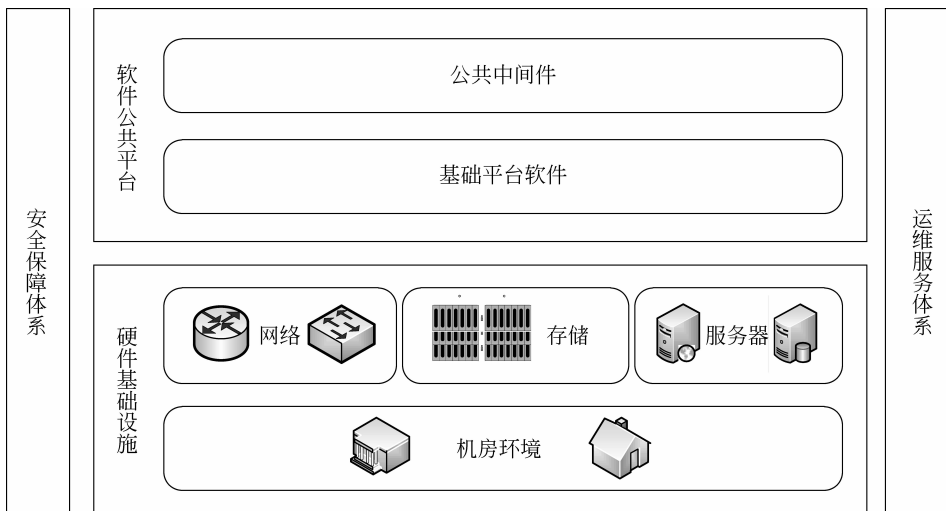 安全保障体系
软件公共平台
公共中间件
基础平台软件
硬件基础设施
网络
存储
服务器
机房环境
运维服务体系